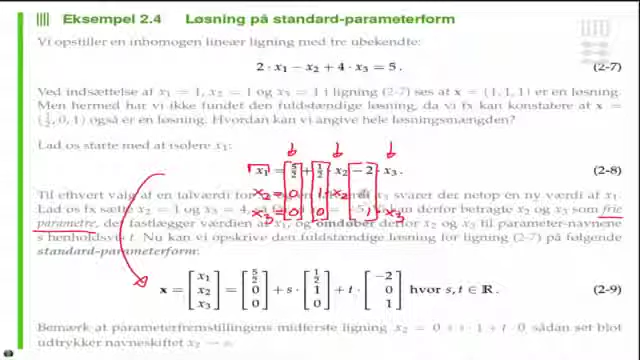 Eksempel 2.4 Løsning på standard-parameterform
Vi opstiller en inhomogen lineær ligning med tre ubekendte:
2 · x₁ − x₂ + 4 · x₃ = 5 . (2-7)
Ved indsættelse af x₁ = 1, x₂ = 1 og x₃ = 1 i ligning (2-7) ses at x = (1, 1, 1) er en løsning.
Men hermed har vi ikke fundet den fuldstændige løsning, da vi fx kan konstatere at x =
(½, 0, 1) også er en løsning. Hvordan kan vi angive hele løsningsmængden?
Lad os starte med at isolere x₁:
x₁ = 5/2 + 1/2 · x₂ − 2 · x₃. (2-8)
x₂ = 0 1 x₂ 0
x₃ = 0 0 1 · x₃
Til ethvert valg af en talværdi for svarer der netop en ny værdi af x₁.
Lad os fx sætte x₂ = 1 og x₃ = 4, kan derfor betragte x₂ og x₃ som frie
parametre, der fastlægger værdien af x₁, og omdøber derfor x₂ og x₃ til parameter-navnene
s henholdsvis t. Nu kan vi opskrive den fuldstændige løsning for ligning (2-7) på følgende
standard-parameterform:
x = [x₁ x₂ x₃] = [5/2 0 0] + s · [1/2 1 0] + t · [−2 0 1] hvor s, t ∈ ℝ. (2-9)
Bemærk at parameterfremstillingens midterste ligning x₂ = 0 + s · 1 + t · 0 sådan set blot
udtrykker navneskiftet x₂ → s.